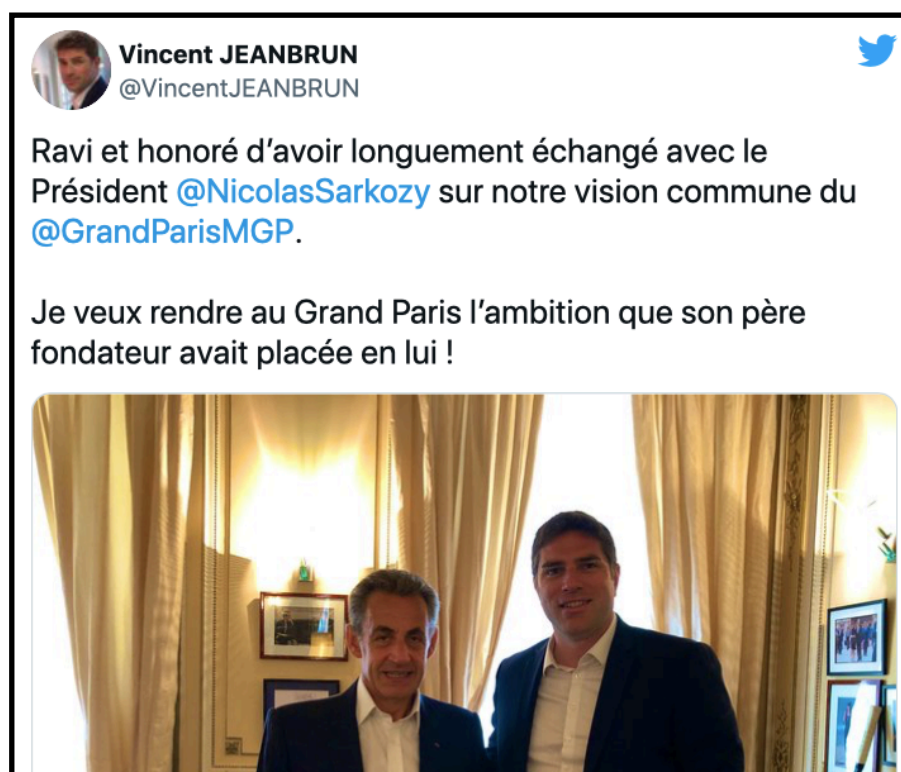 Vincent JEANBRUN
@VincentJEANBRUN
Ravi et honoré d’avoir longuement échangé avec le
Président @NicolasSarkozy sur notre vision commune du
@GrandParisMGP.
Je veux rendre au Grand Paris l’ambition que son père
fondateur avait placée en lui !